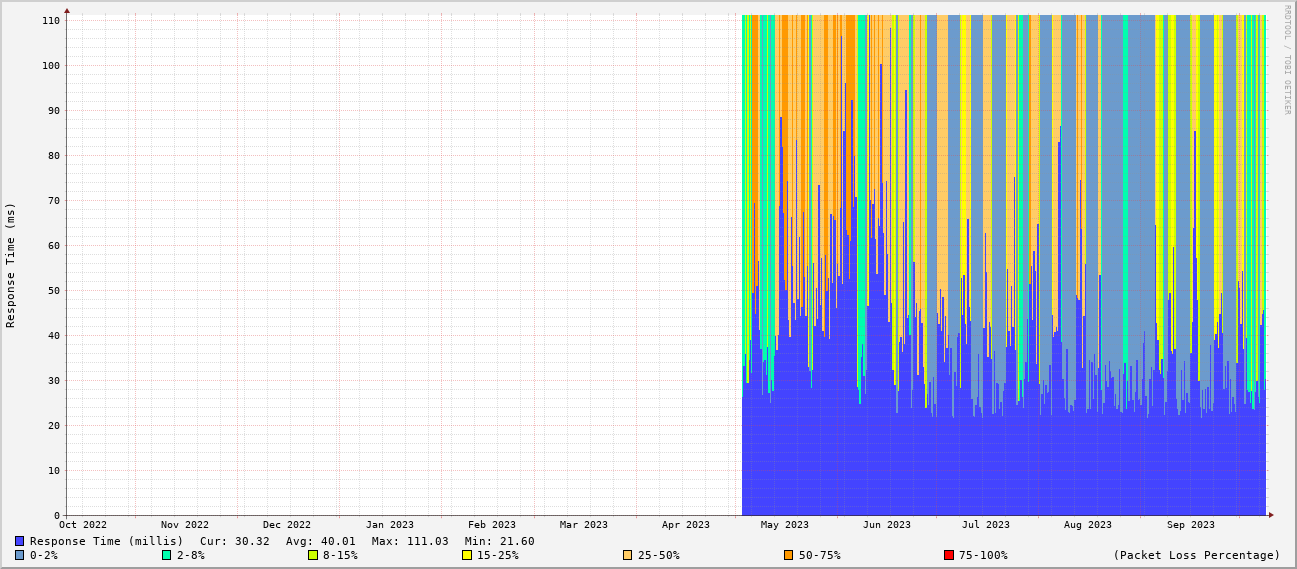 RRDTOOL / TOBI OETIKER
Response Time (ms)
110
100
90
80
70
60
50
40
30
20
10
0
Oct 2022 Nov 2022 Dec 2022 Jan 2023 Feb 2023 Mar 2023 Apr 2023 May 2023 Jun 2023 Jul 2023 Aug 2023 Sep 2023
Response Time (millis) Cur: 30.32 Avg: 40.01 Max: 111.03 Min: 21.60
0-2% 2-8% 8-15% 15-25% 25-50% 50-75% 75-100% (Packet Loss Percentage)